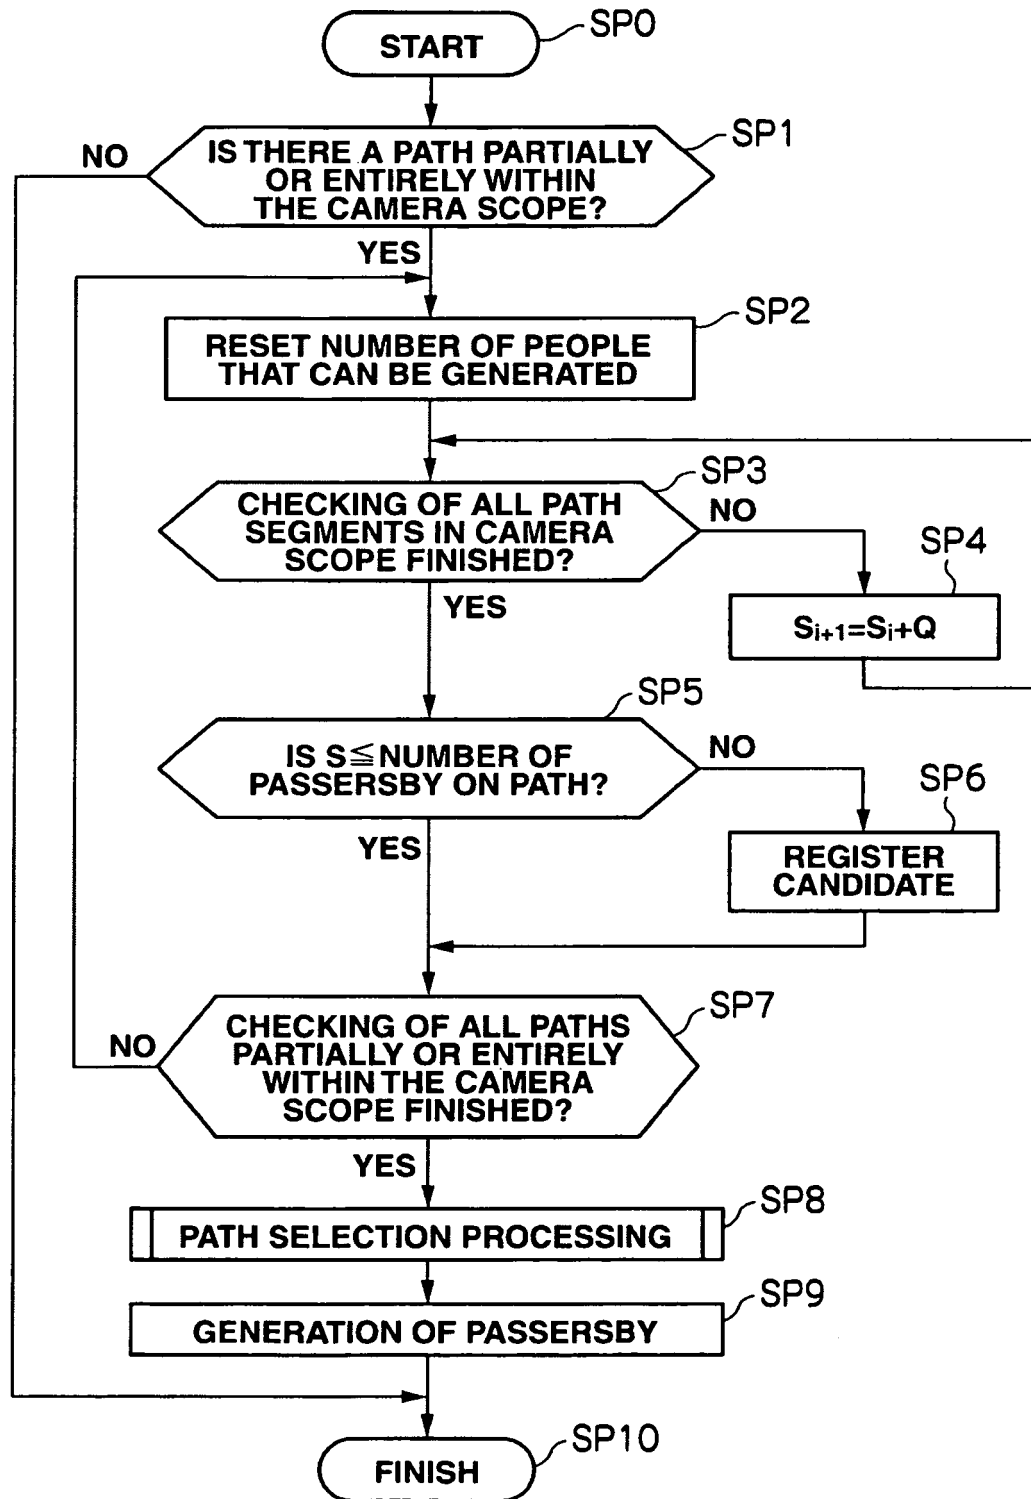 START
SP0
SP1
NO
IS THERE A PATH PARTIALLY
OR ENTIRELY WITHIN
THE CAMERA SCOPE?
YES
SP2
RESET NUMBER OF PEOPLE
THAT CAN BE GENERATED
SP3
CHECKING OF ALL PATH
SEGMENTS IN CAMERA
SCOPE FINISHED?
NO
YES
SP4
Si+1=Si+Q
SP5
IS S≦NUMBER OF
PASSERSBY ON PATH?
NO
YES
SP6
REGISTER
CANDIDATE
SP7
NO
CHECKING OF ALL PATHS
PARTIALLY OR ENTIRELY
WITHIN THE CAMERA
SCOPE FINISHED?
YES
SP8
PATH SELECTION PROCESSING
SP9
GENERATION OF PASSERSBY
SP10
FINISH